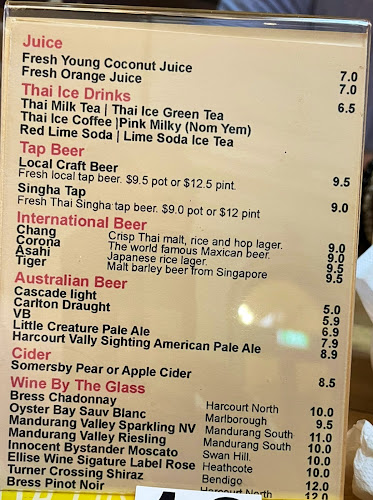 Juice
Fresh Young Coconut Juice 7.0
Fresh Orange Juice 7.0
Thai Ice Drinks 6.5
Thai Milk Tea | Thai Ice Green Tea
Thai Ice Coffee |Pink Milky (Nom Yem)
Red Lime Soda | Lime Soda Ice Tea
Tap Beer
Local Craft Beer 9.5
Fresh local tap beer. $9.5 pot or $12.5 pint.
Singha Tap 9.0
Fresh Thai Singha tap beer. $9.0 pot or $12 pint
International Beer
Chang Crisp Thai malt, rice and hop lager. 9.0
Corona The world famous Maxican beer. 9.0
Asahi Japanese rice lager. 9.5
Tiger Malt barley beer from Singapore 9.5
Australian Beer
Cascade light 5.0
Carlton Draught 5.9
VB 6.9
Little Creature Pale Ale 7.9
Harcourt Vally Sighting American Pale Ale 8.9
Cider
Somersby Pear or Apple Cider 8.5
Wine By The Glass
Bress Chadonnay Harcourt North 10.0
Oyster Bay Sauv Blanc Marlborough 9.5
Mandurang Valley Sparkling NV Mandurang South 11.0
Mandurang Valley Riesling Mandurang South 10.0
Innocent Bystander Moscato Swan Hill. 10.0
Ellise Wine Sigature Label Rose Heathcote 10.0
Turner Crossing Shiraz Bendigo 12.0
Bress Pinot Noir Harcourt North 12.0